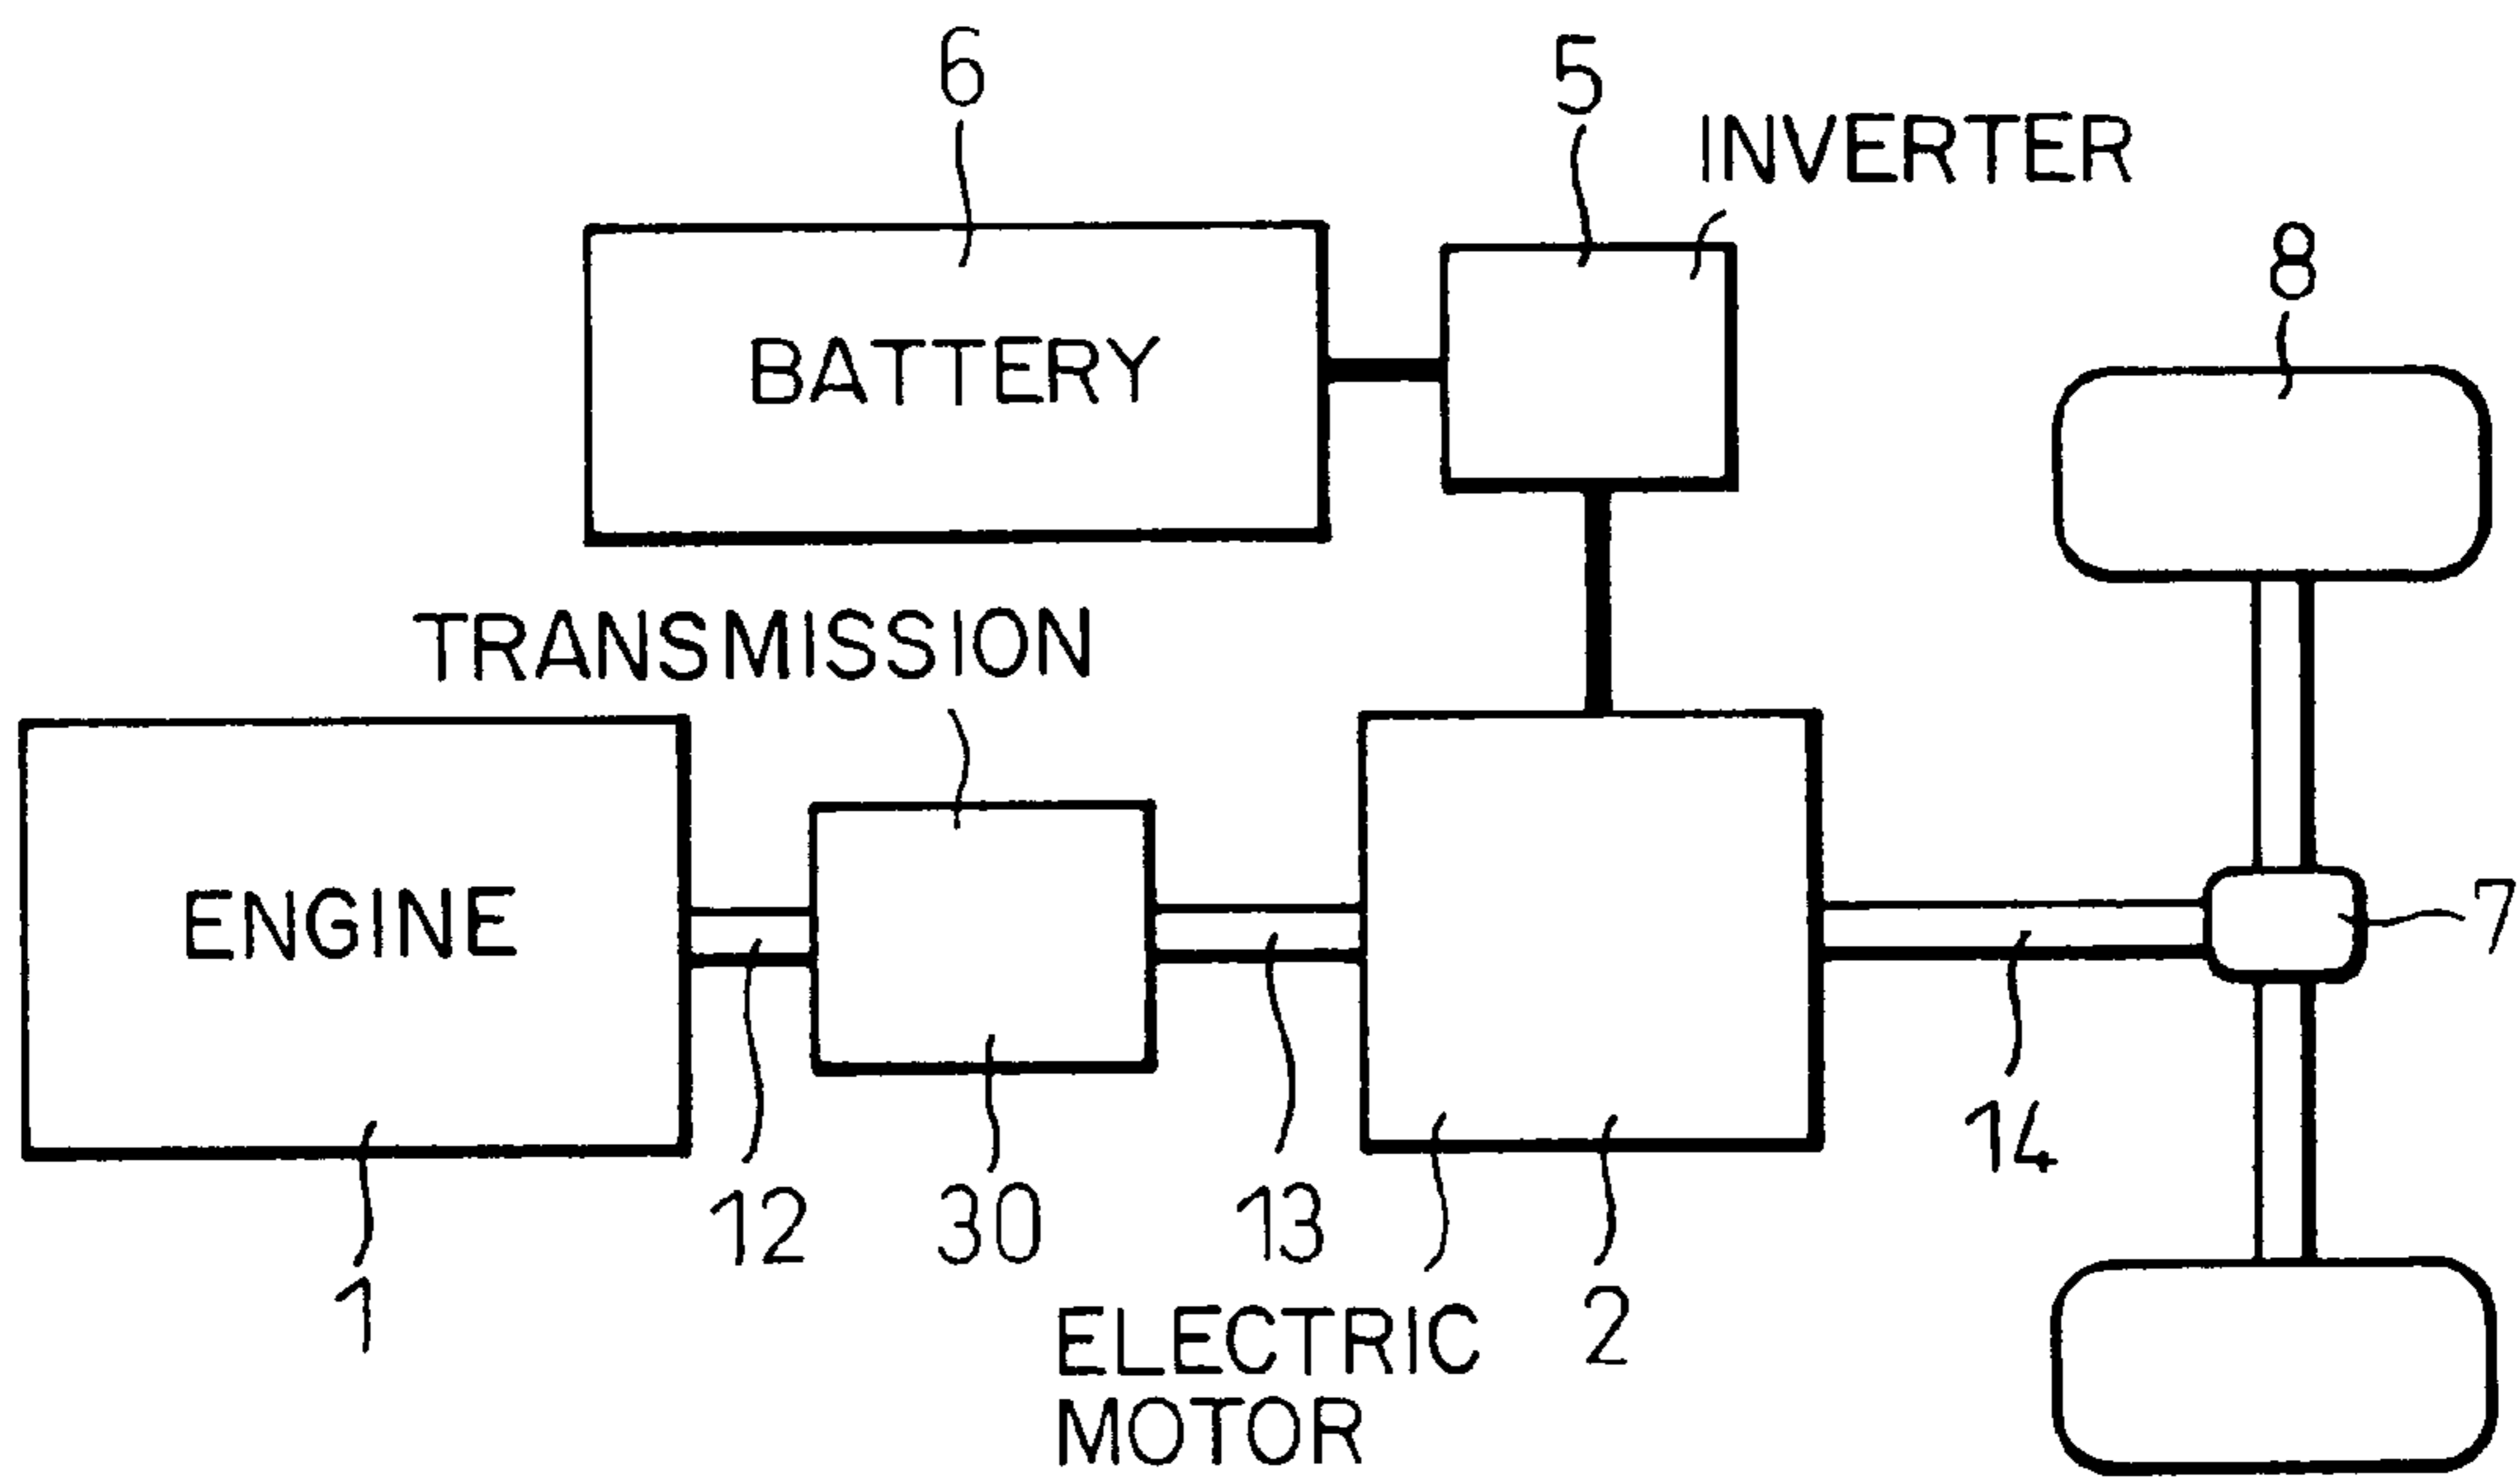 6
5
INVERTER
8
BATTERY
TRANSMISSION
ENGINE
7
14
12
30
13
1
2
ELECTRIC
MOTOR